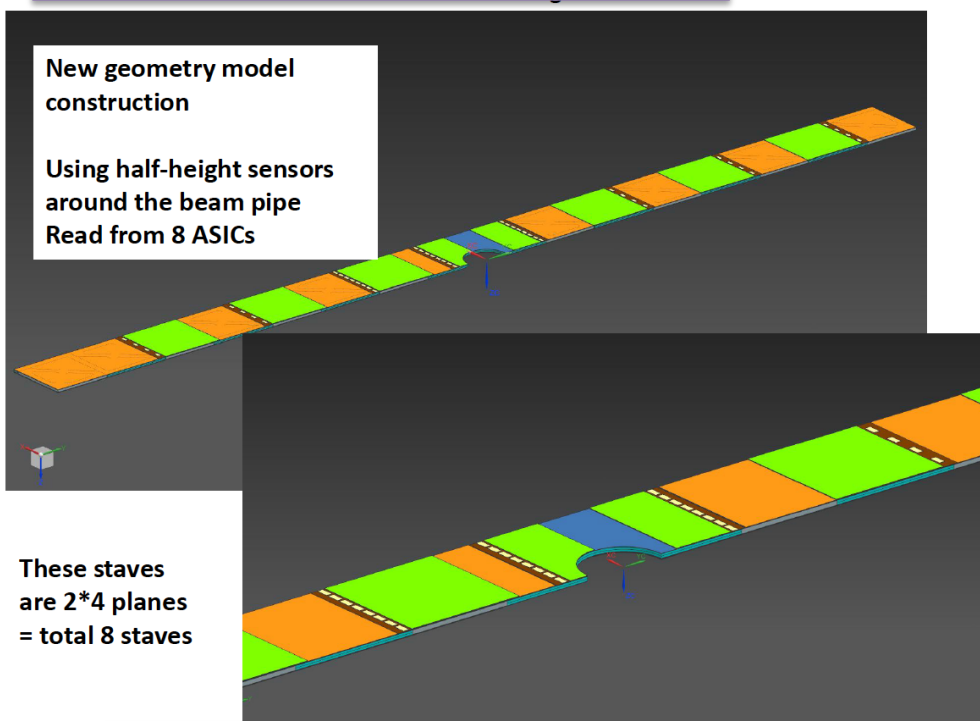 New geometry model
construction
Using half-height sensors
around the beam pipe
Read from 8 ASICs
These staves
are 2*4 planes
= total 8 staves